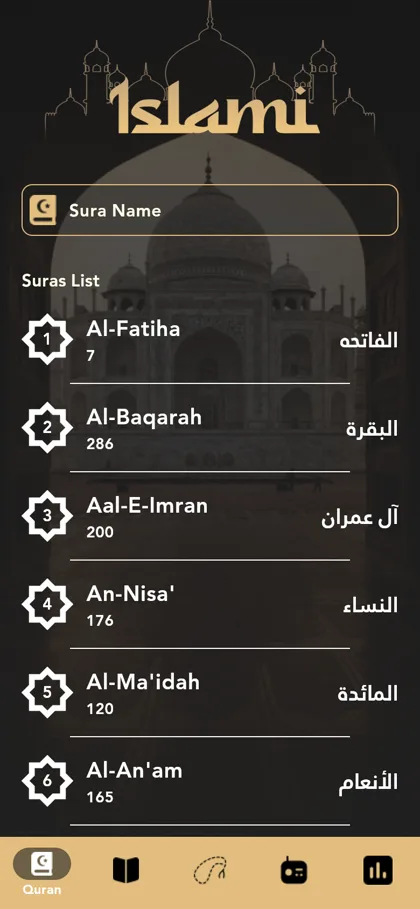 Islami
Sura Name
Suras List
1 Al-Fatiha الفاتحه
7
2 Al-Baqarah البقرة
286
3 Aal-E-Imran آل عمران
200
4 An-Nisa' النساء
176
5 Al-Ma'idah المائدة
120
6 Al-An'am الأنعام
165
Quran